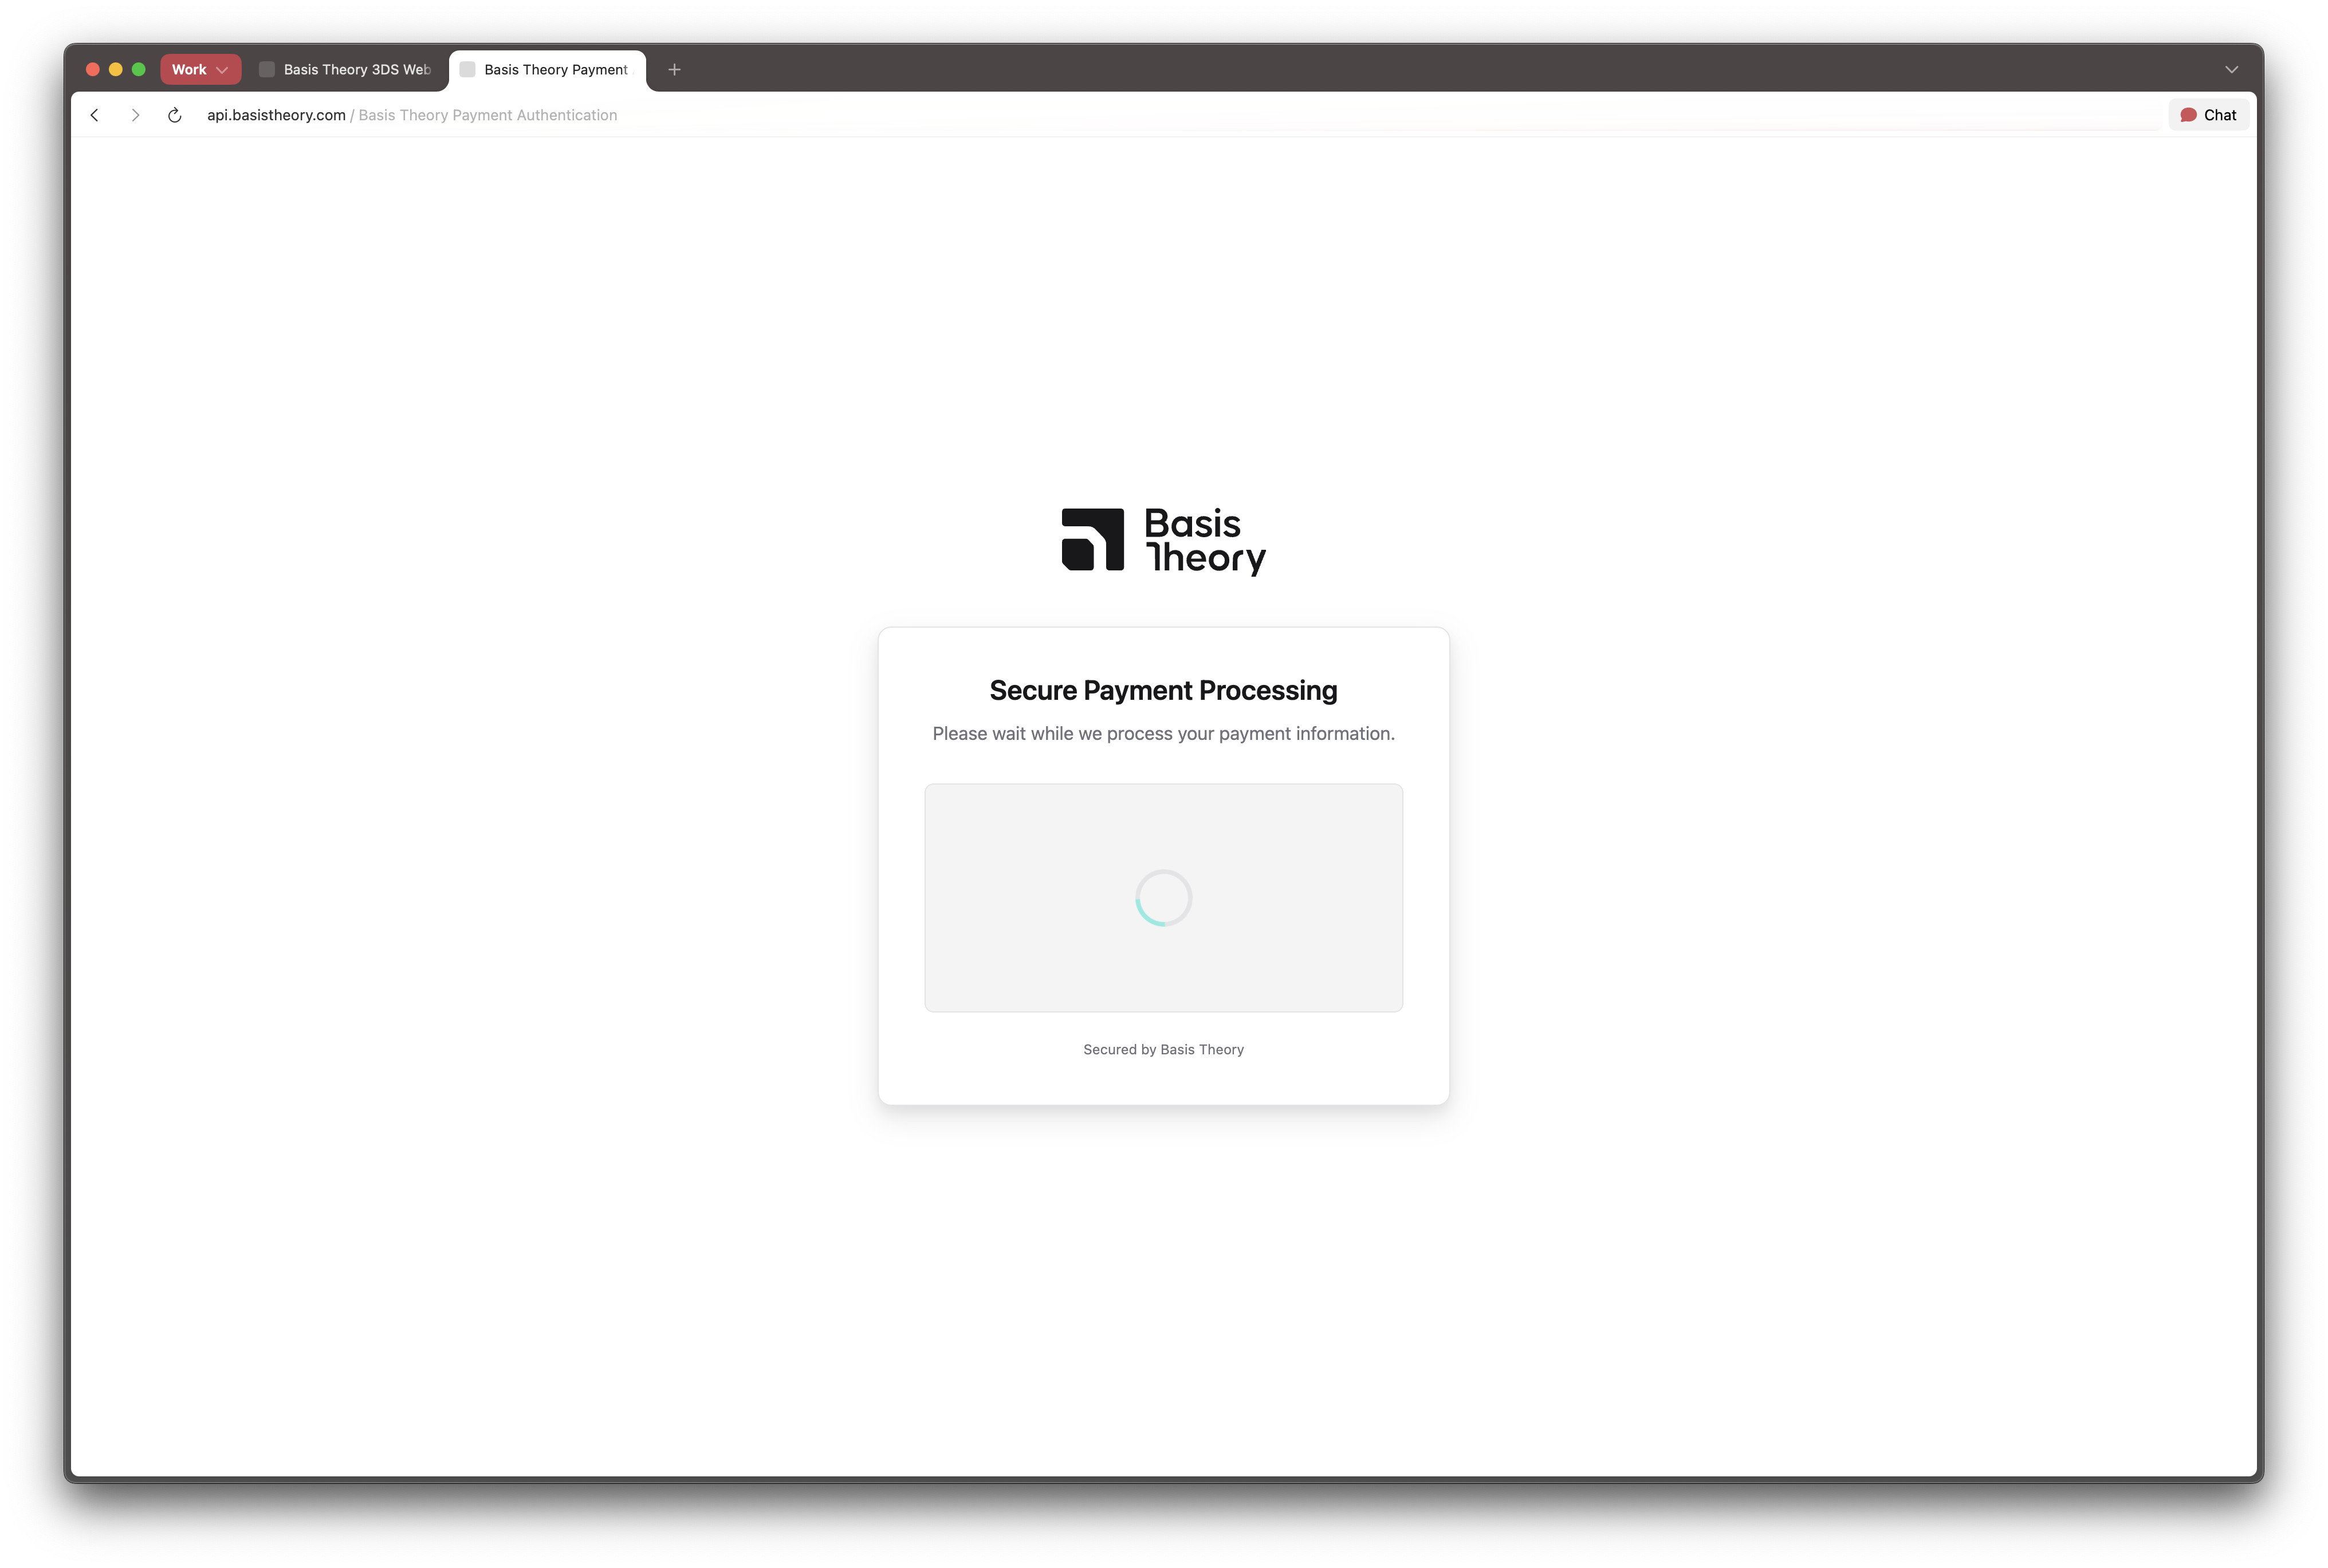 Work
Basis Theory 3DS Web
Basis Theory Payment
api.basistheory.com / Basis Theory Payment Authentication
Chat
Basis
Theory
Secure Payment Processing
Please wait while we process your payment information.
Secured by Basis Theory